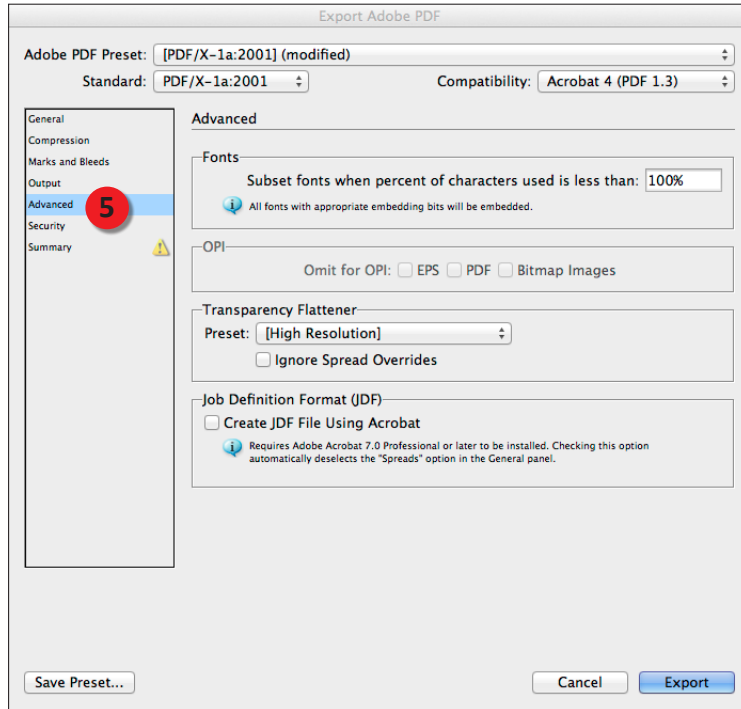 Export Adobe PDF
Adobe PDF Preset: [PDF/X-1a:2001] (modified)
Standard: PDF/X-1a:2001 Compatibility: Acrobat 4 (PDF 1.3)
General
Compression
Marks and Bleeds
Output
Advanced 5
Security
Summary
Advanced
Fonts
Subset fonts when percent of characters used is less than: 100%
All fonts with appropriate embedding bits will be embedded.
OPI
Omit for OPI: EPS PDF Bitmap Images
Transparency Flattener
Preset: [High Resolution]
Ignore Spread Overrides
Job Definition Format (JDF)
Create JDF File Using Acrobat
Requires Adobe Acrobat 7.0 Professional or later to be installed. Checking this option
automatically deselects the "Spreads" option in the General panel.
Save Preset... Cancel Export